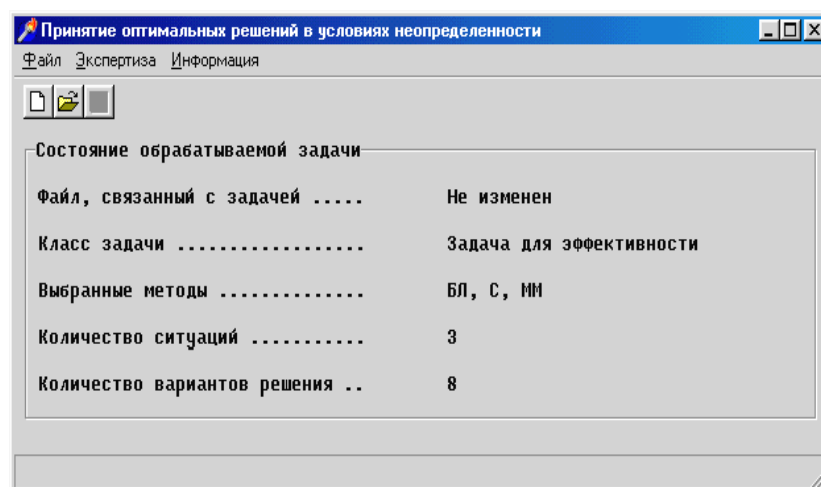 Принятие оптимальных решений в условиях неопределенности
Файл Экспертиза Информация
Состояние обрабатываемой задачи
Файл, связанный с задачей ..... Не изменен
Класс задачи .................. Задача для эффективности
Выбранные методы .............. БЛ, С, ММ
Количество ситуаций ........... 3
Количество вариантов решения .. 8